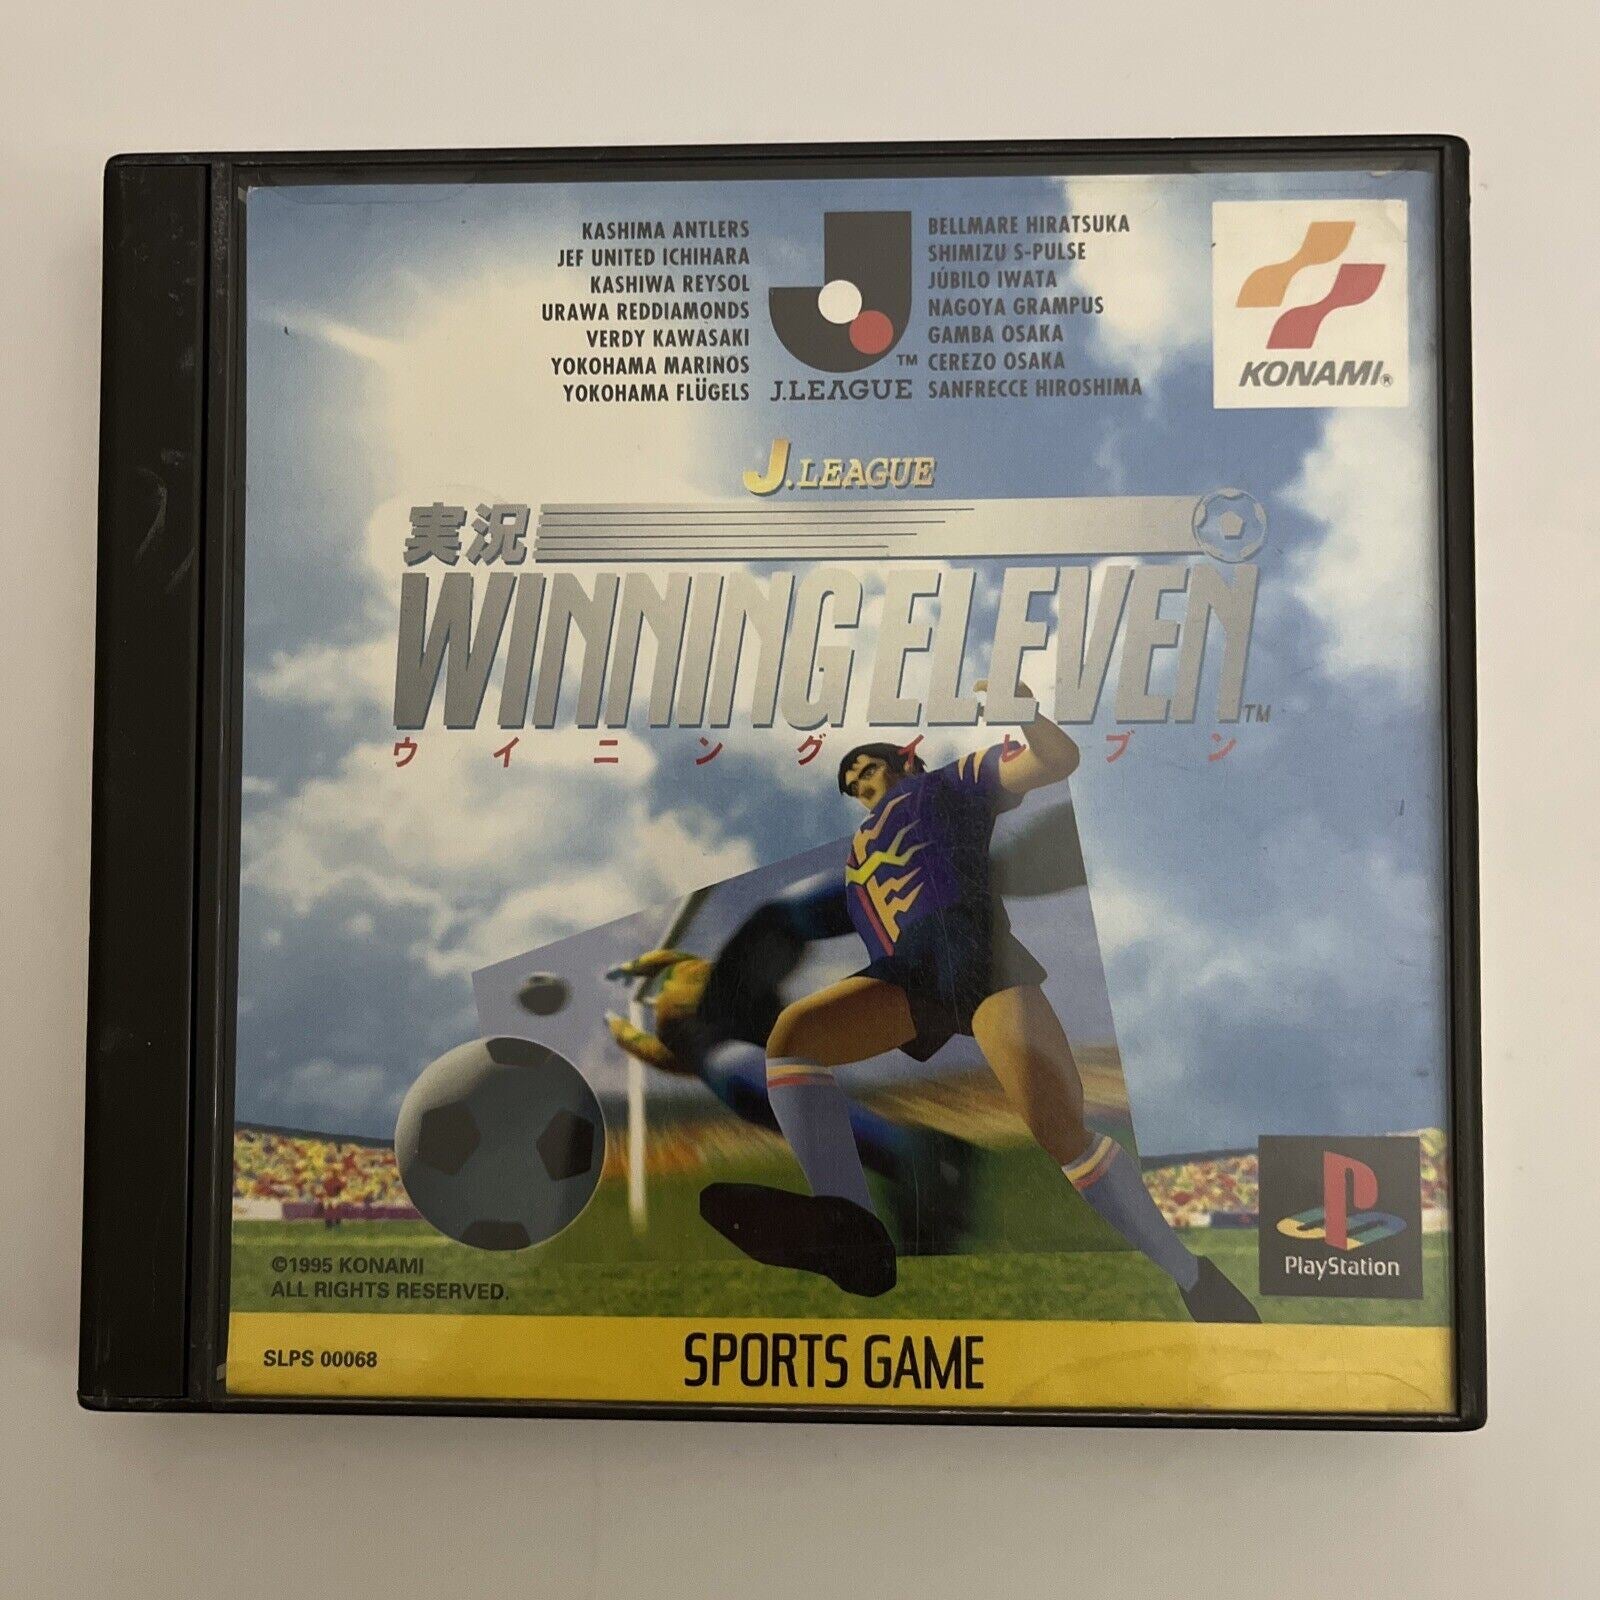 KASHIMA ANTLERS
JEF UNITED ICHIHARA
KASHIWA REYSOL
URAWA REDDIAMONDS
VERDY KAWASAKI
YOKOHAMA MARINOS
YOKOHAMA FLÜGELS
TM
J.LEAGUE
BELLMARE HIRATSUKA
SHIMIZU S-PULSE
JÚBILO IWATA
NAGOYA GRAMPUS
GAMBA OSAKA
CEREZO OSAKA
SANFRECCE HIROSHIMA
KONAMI®
J.LEAGUE
実況
WINNING ELEVEN TM
ウイニングイレブン
©1995 KONAMI
ALL RIGHTS RESERVED.
PlayStation
SLPS 00068
SPORTS GAME